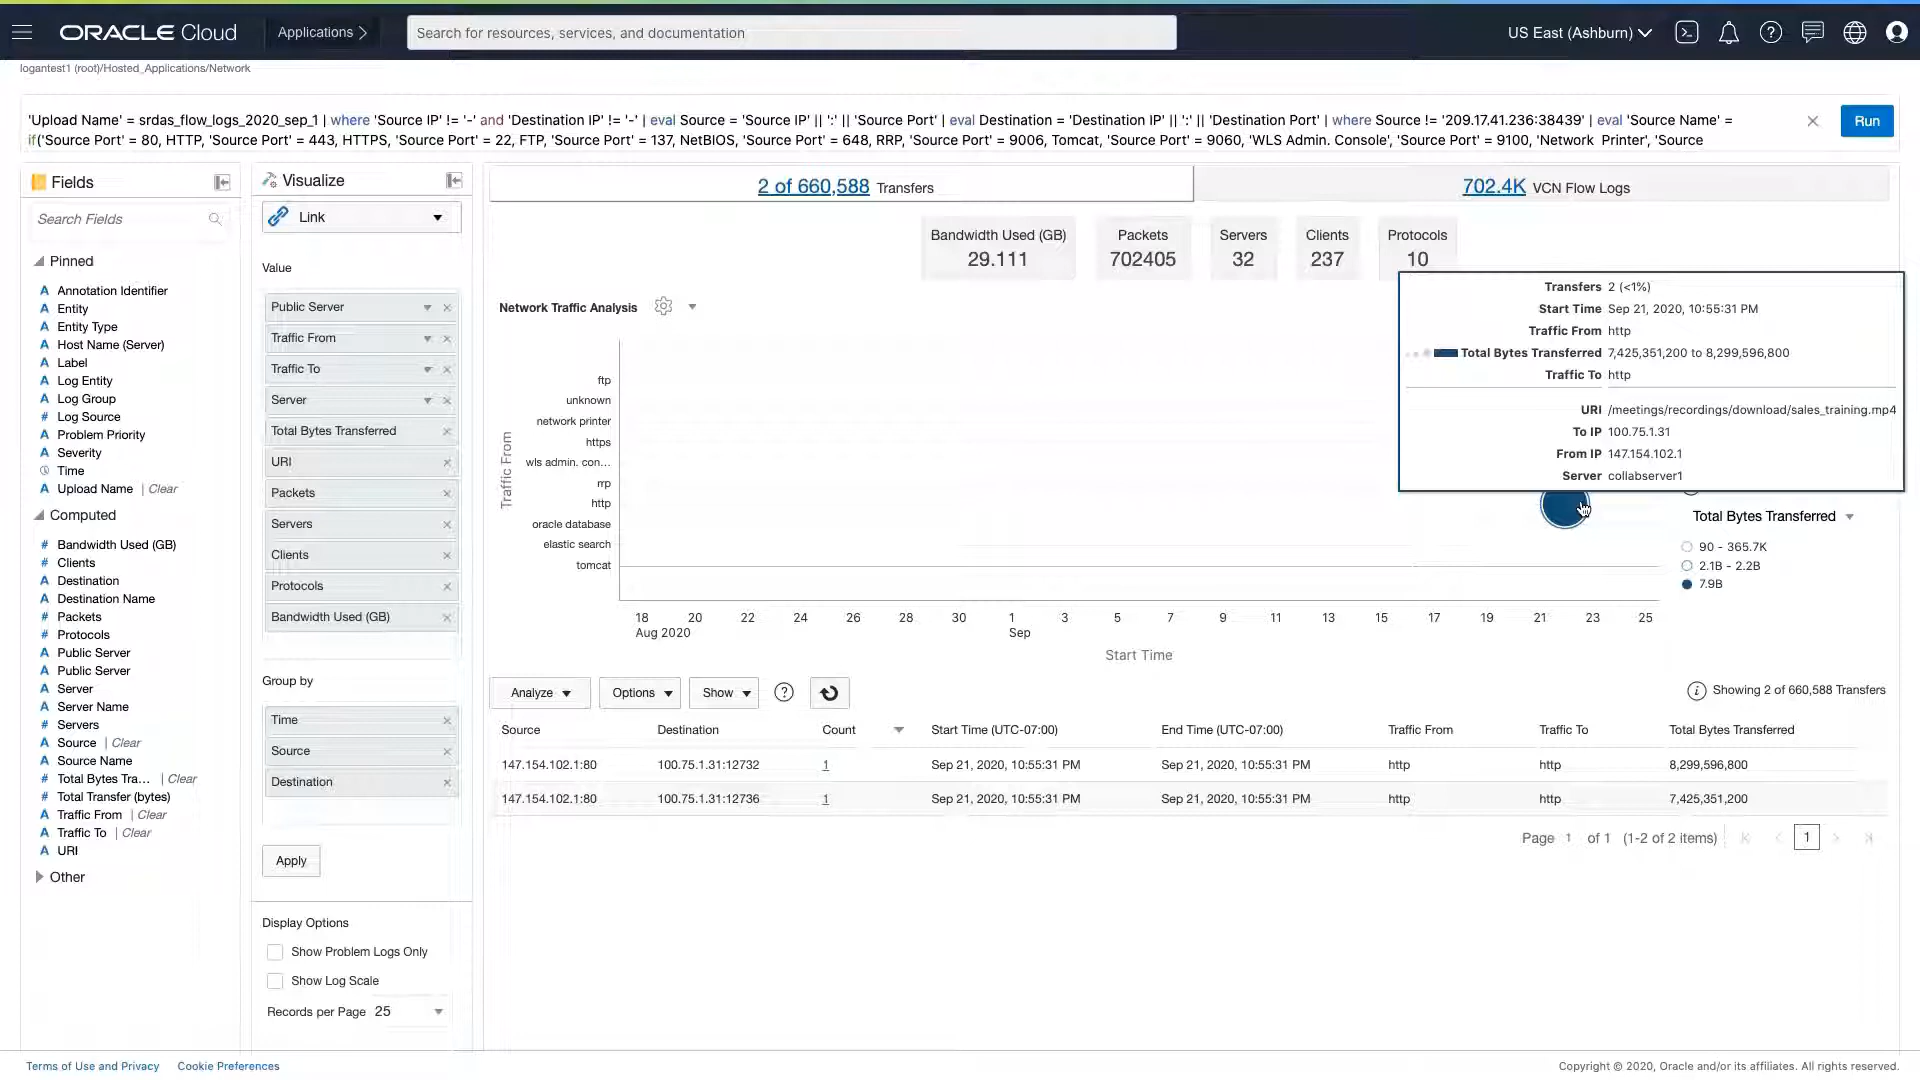 ORACLE Cloud
Applications
Search for resources, services, and documentation
US East (Ashburn)
logantest1 (root)/Hosted_Applications/Network
'Upload Name' = srdas_flow_logs_2020_sep_1 | where 'Source IP' != '-' and 'Destination IP' != '-' | eval Source = 'Source IP' || ':' || 'Source Port' | eval Destination = 'Destination IP' || ':' || 'Destination Port' | where Source != '209.17.41.236:38439' | eval 'Source Name' =
if('Source Port' = 80, HTTP, 'Source Port' = 443, HTTPS, 'Source Port' = 22, FTP, 'Source Port' = 137, NetBIOS, 'Source Port' = 648, RRP, 'Source Port' = 9006, Tomcat, 'Source Port' = 9060, 'WLS Admin. Console', 'Source Port' = 9100, 'Network Printer', 'Source
Run
Fields
Search Fields
Pinned
Annotation Identifier
Entity
Entity Type
Host Name (Server)
Label
Log Entity
Log Group
Log Source
Problem Priority
Severity
Time
Upload Name | Clear
Computed
Bandwidth Used (GB)
Clients
Destination
Destination Name
Packets
Protocols
Public Server
Public Server
Server
Server Name
Servers
Source | Clear
Source Name
Total Bytes Tra... | Clear
Total Transfer (bytes)
Traffic From | Clear
Traffic To | Clear
URI
Other
Visualize
Link
Value
Public Server
Traffic From
Traffic To
Server
Total Bytes Transferred
URI
Packets
Servers
Clients
Protocols
Bandwidth Used (GB)
Group by
Time
Source
Destination
Apply
Display Options
Show Problem Logs Only
Show Log Scale
Records per Page 25
2 of 660,588 Transfers
702.4K VCN Flow Logs
Bandwidth Used (GB) Packets Servers Clients Protocols
29.111 702405 32 237 10
Network Traffic Analysis
Transfers 2 (<1%)
Start Time Sep 21, 2020, 10:55:31 PM
Traffic From http
Total Bytes Transferred 7,425,351,200 to 8,299,596,800
Traffic To http
URI /meetings/recordings/download/sales_training.mp4
To IP 100.75.1.31
From IP 147.154.102.1
Server collabserver1
Traffic From
ftp
unknown
network printer
https
wls admin. con...
rrp
http
oracle database
elastic search
tomcat
Total Bytes Transferred
90 - 365.7K
2.1B - 2.2B
7.9B
18 20 22 24 26 28 30 1 3 5 7 9 11 13 15 17 19 21 23 25
Aug 2020 Sep
Start Time
Analyze Options Show ?
Showing 2 of 660,588 Transfers
Source Destination Count Start Time (UTC-07:00) End Time (UTC-07:00) Traffic From Traffic To Total Bytes Transferred
147.154.102.1:80 100.75.1.31:12732 1 Sep 21, 2020, 10:55:31 PM Sep 21, 2020, 10:55:31 PM http http 8,299,596,800
147.154.102.1:80 100.75.1.31:12736 1 Sep 21, 2020, 10:55:31 PM Sep 21, 2020, 10:55:31 PM http http 7,425,351,200
Page 1 of 1 (1-2 of 2 items) 1
Terms of Use and Privacy Cookie Preferences
Copyright © 2020, Oracle and/or its affiliates. All rights reserved.